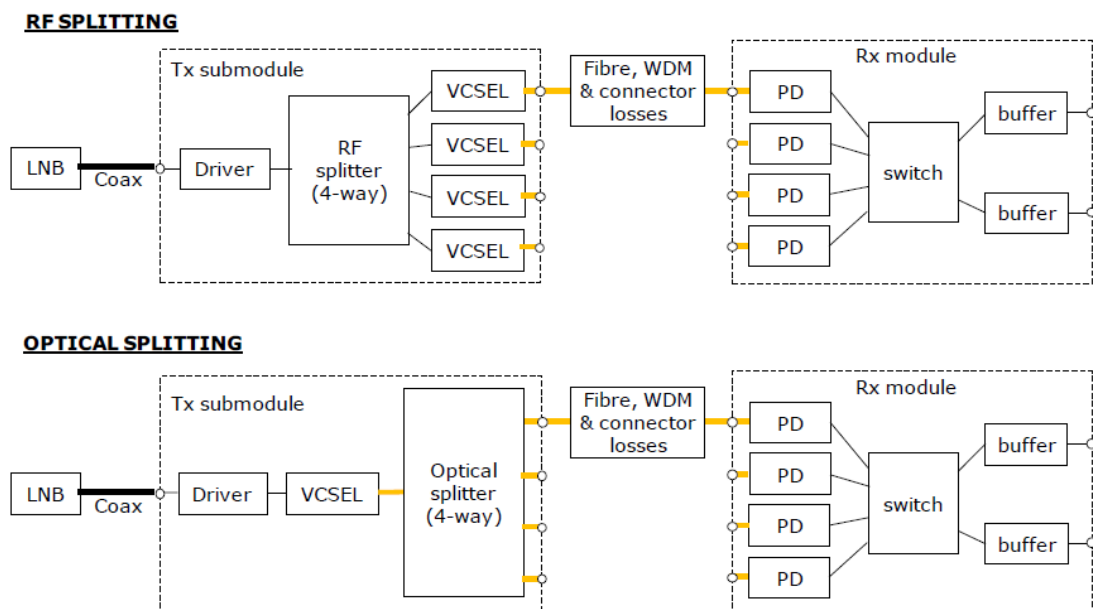 RF SPLITTING
Tx submodule
LNB
Coax
Driver
RF
splitter
(4-way)
VCSEL
VCSEL
VCSEL
VCSEL
Fibre, WDM
& connector
losses
Rx module
PD
PD
PD
PD
switch
buffer
buffer
OPTICAL SPLITTING
Tx submodule
LNB
Coax
Driver
VCSEL
Optical
splitter
(4-way)
Fibre, WDM
& connector
losses
Rx module
PD
PD
PD
PD
switch
buffer
buffer